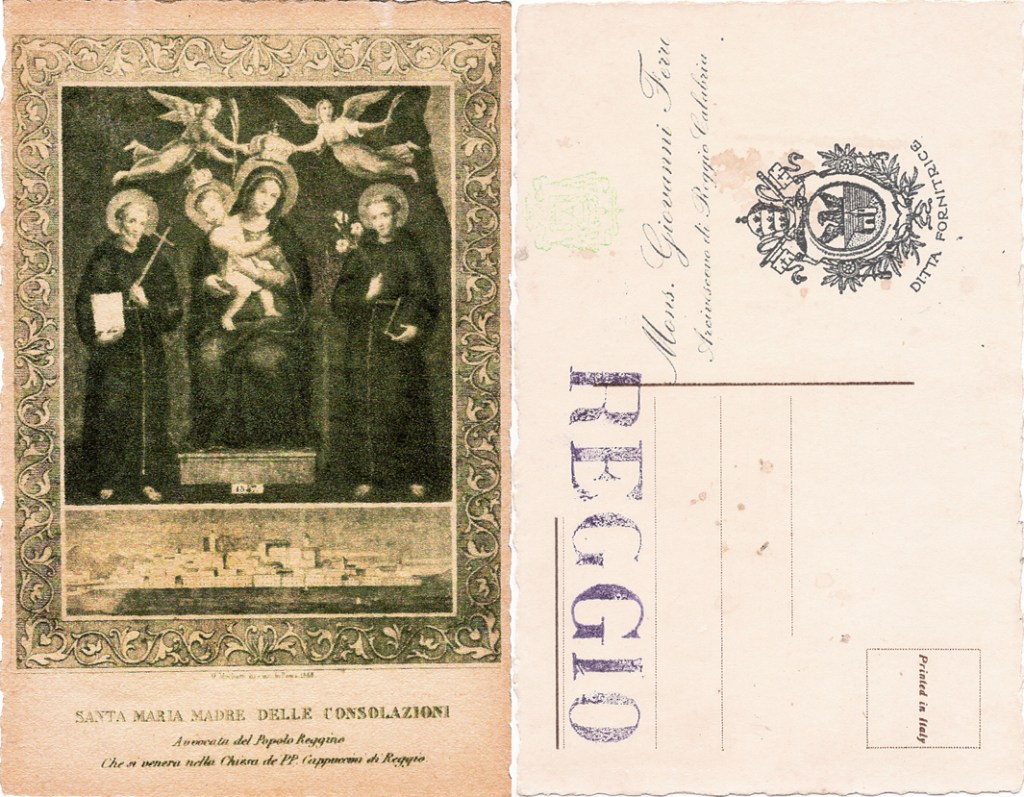 1547
SANTA MARIA MADRE DELLE CONSOLAZIONI
Avvocata del Popolo Reggino
Che si venera nella Chiesa de' PP. Cappuccini di Reggio
Mons. Giovanni Ferro
Arcivescovo di Reggio Calabria
DITTA FORNITRICE
REGGIO
Printed in Italy